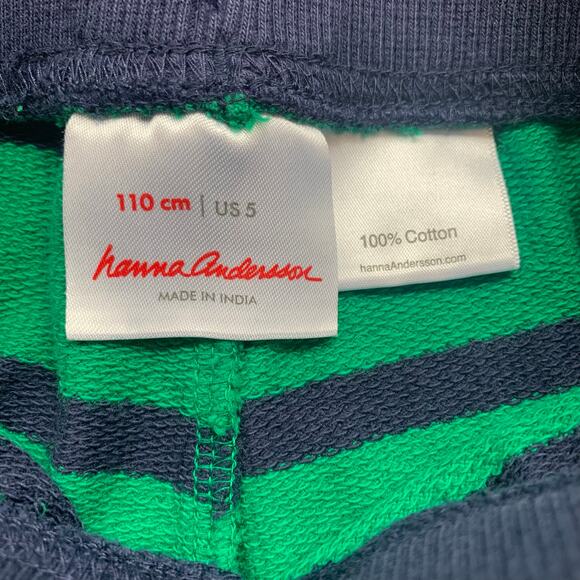 110 cm | US 5
hanna Andersson
MADE IN INDIA
100% Cotton
hannaAndersson.com